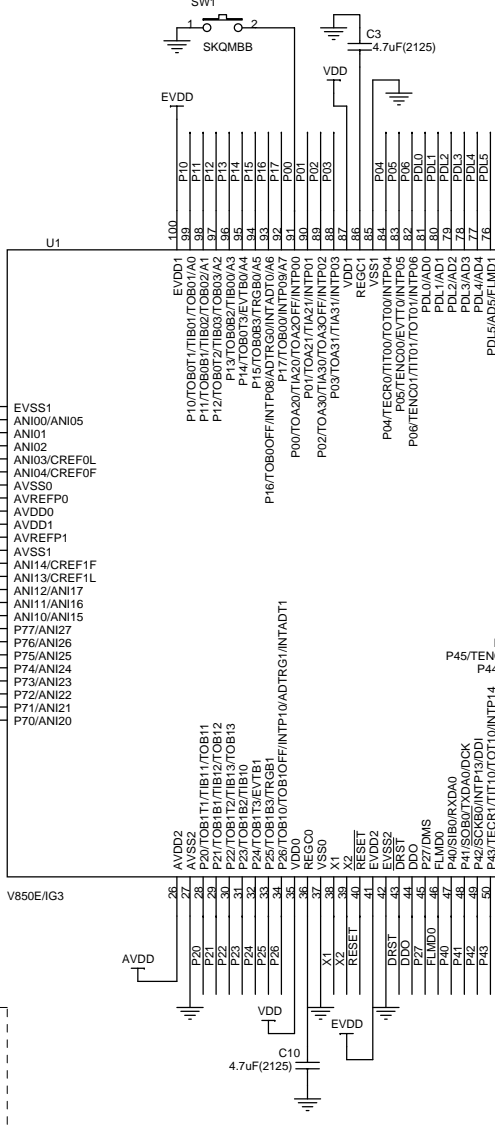 SW1
1 2
SKQMBB
C3
4.7uF(2125)
VDD
EVDD
P10
P11
P12
P13
P14
P15
P16
P17
P00
P01
P02
P03
P04
P05
P06
PDL0
PDL1
PDL2
PDL3
PDL4
PDL5
100
99
98
97
96
95
94
93
92
91
90
89
88
87
86
85
84
83
82
81
80
79
78
77
76
U1
EVDD1
P10/TOB0T1/TIB01/TOB01/A0
P11/TOB0B1/TIB02/TOB02/A1
P12/TOB0T2/TIB03/TOB03/A2
P13/TOB0B2/TIB00/A3
P14/TOB0T3/EVTB0/A4
P15/TOB0B3/TRGB0/A5
P16/TOB0OFF/INTP08/ADTRG0/INTADT0/A6
P17/TOB00/INTP09/A7
P00/TOA20/TIA20/TOA2OFF/INTP00
P01/TOA21/TIA21/INTP01
P02/TOA30/TIA30/TOA3OFF/INTP02
P03/TOA31/TIA31/INTP03
VDD1
REGC1
VSS1
P04/TECR0/TIT00/TOT00/INTP04
P05/TENC00/EVTT0/INTP05
P06/TENC01/TIT01/TOT01/INTP06
PDL0/AD0
PDL1/AD1
PDL2/AD2
PDL3/AD3
PDL4/AD4
PDL5/AD5/FLMD1
EVSS1
ANI00/ANI05
ANI01
ANI02
ANI03/CREF0L
ANI04/CREF0F
AVSS0
AVREFP0
AVDD0
AVDD1
AVREFP1
AVSS1
ANI14/CREF1F
ANI13/CREF1L
ANI12/ANI17
ANI11/ANI16
ANI10/ANI15
P77/ANI27
P76/ANI26
P75/ANI25
P74/ANI24
P73/ANI23
P72/ANI22
P71/ANI21
P70/ANI20
P45/TEN
P44
AVDD2
AVSS2
P20/TOB1T1/TIB11/TOB11
P21/TOB1B1/TIB12/TOB12
P22/TOB1T2/TIB13/TOB13
P23/TOB1B2/TIB10
P24/TOB1T3/EVTB1
P25/TOB1B3/TRGB1
P26/TOB10/TOB1OFF/INTP10/ADTRG1/INTADT1
VDD0
REGC0
VSS0
X1
X2
RESET
EVDD2
EVSS2
DRST
DDO
P27/DMS
FLMD0
P40/SIB0/RXDA0
P41/SOB0/TXDA0/DCK
P42/SCKB0/INTP13/DDI
P43/TECR1/TIT10/TOT10/INTP14
V850E/IG3
26
27
28
29
30
31
32
33
34
35
36
37
38
39
40
41
42
43
44
45
46
47
48
49
50
P20
P21
P22
P23
P24
P25
P26
X1
X2
RESET
DRST
DDO
P27
FLMD0
P40
P41
P42
P43
AVDD
VDD
EVDD
C10
4.7uF(2125)